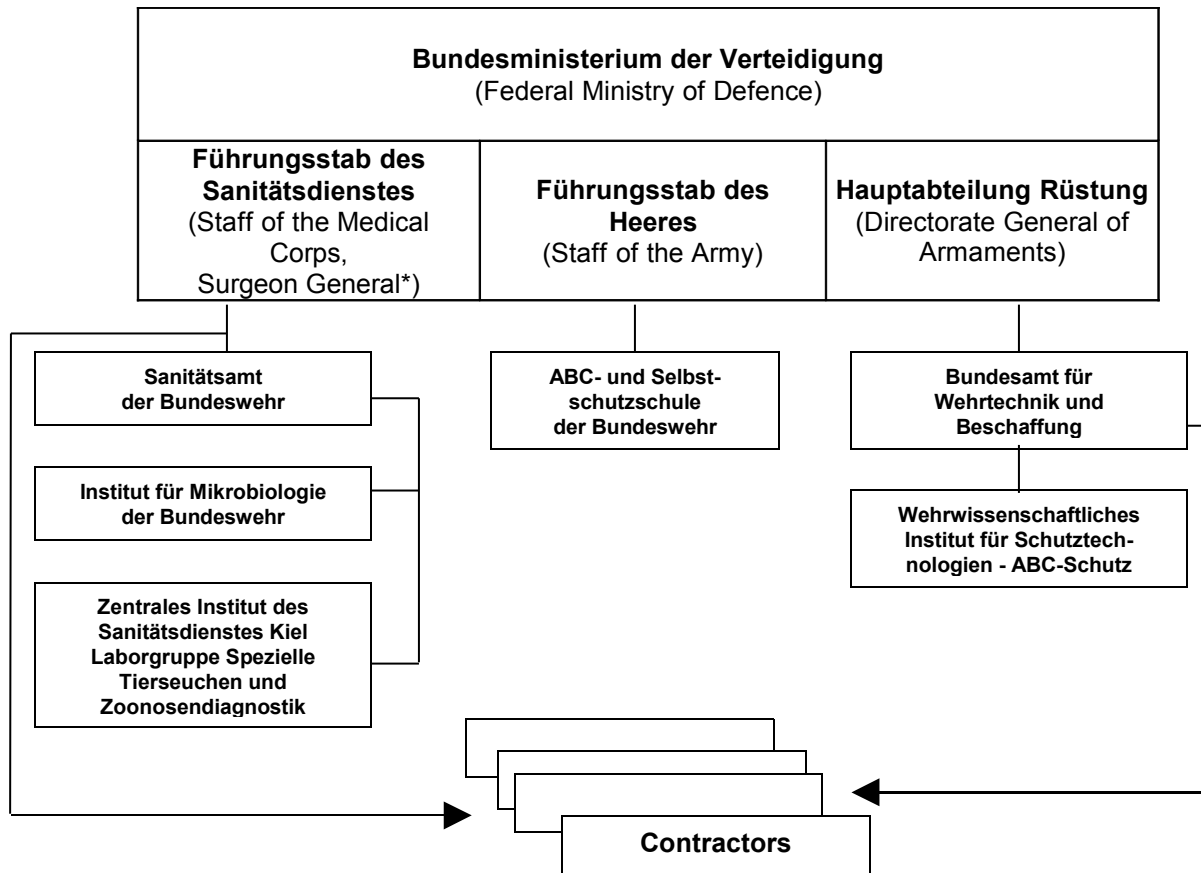 Bundesministerium der Verteidigung
(Federal Ministry of Defence)
Führungsstab des
Sanitätsdienstes
(Staff of the Medical
Corps,
Surgeon General*)
Führungsstab des
Heeres
(Staff of the Army)
Hauptabteilung Rüstung
(Directorate General of
Armaments)
Sanitätsamt
der Bundeswehr
ABC- und Selbst-
schutzschule
der Bundeswehr
Bundesamt für
Wehrtechnik und
Beschaffung
Institut für Mikrobiologie
der Bundeswehr
Wehrwissenschaftliches
Institut für Schutztech-
nologien - ABC-Schutz
Zentrales Institut des
Sanitätsdienstes Kiel
Laborgruppe Spezielle
Tierseuchen und
Zoonosendiagnostik
Contractors